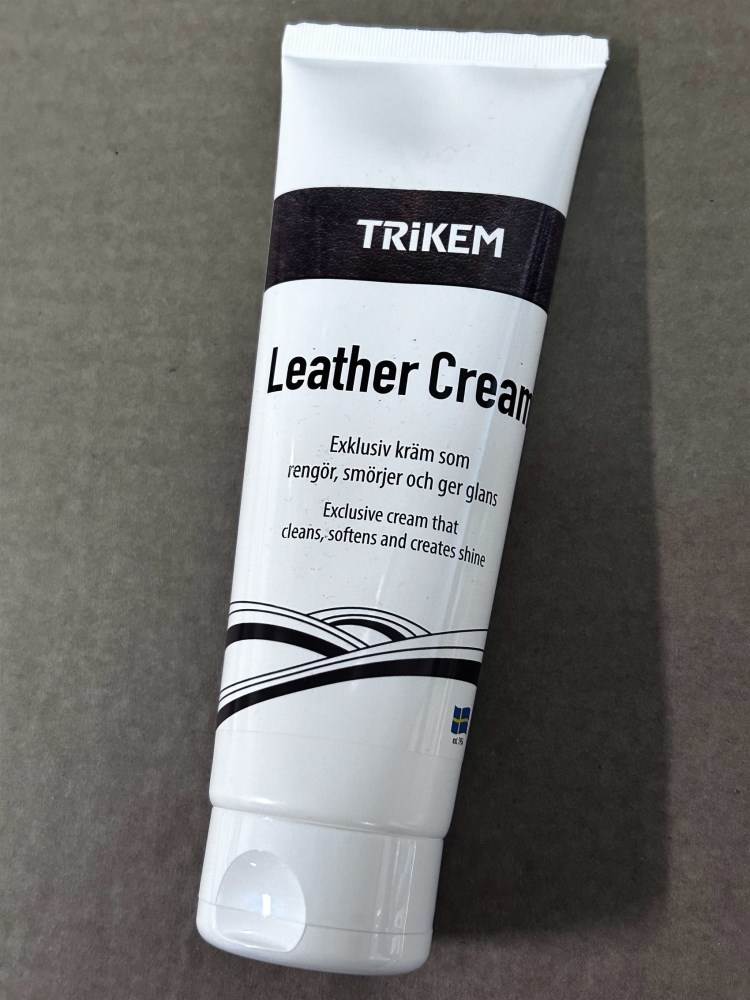 TRiKEM
Leather Cream
Exklusiv kräm som
rengör, smörjer och ger glans
Exclusive cream that
cleans, softens and creates shine